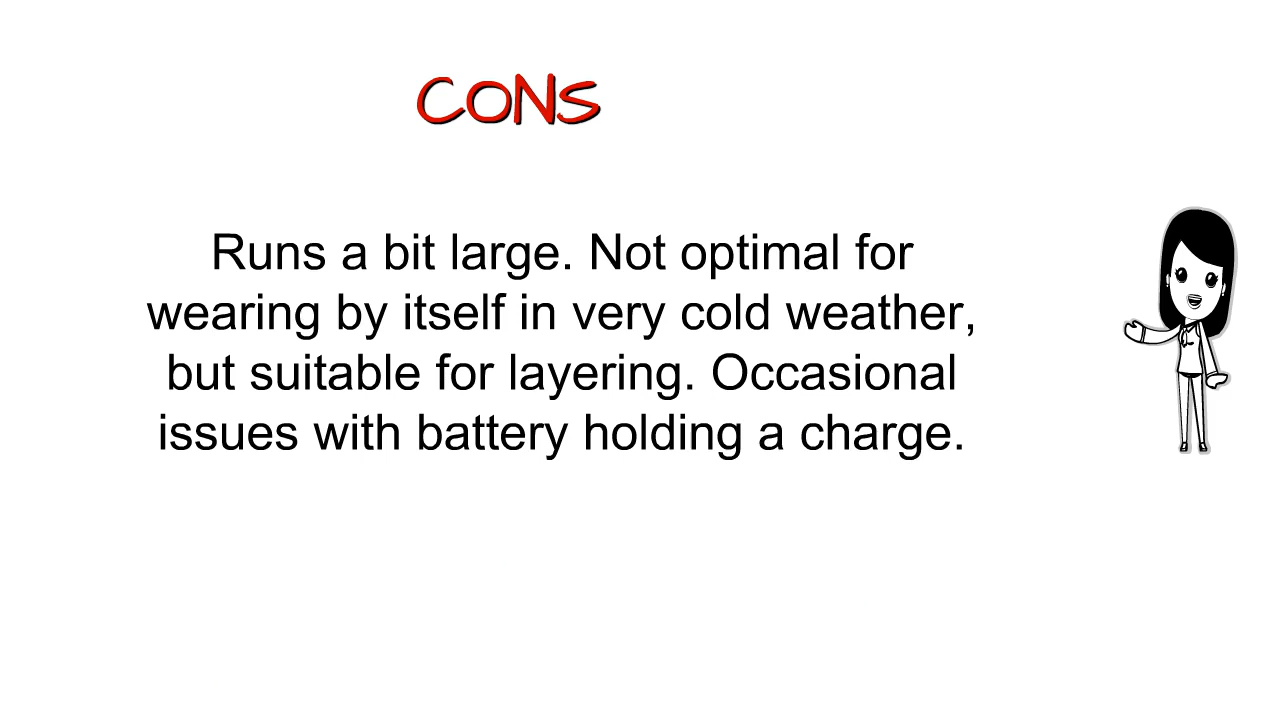 CONS
Runs a bit large. Not optimal for
wearing by itself in very cold weather,
but suitable for layering. Occasional
issues with battery holding a charge.